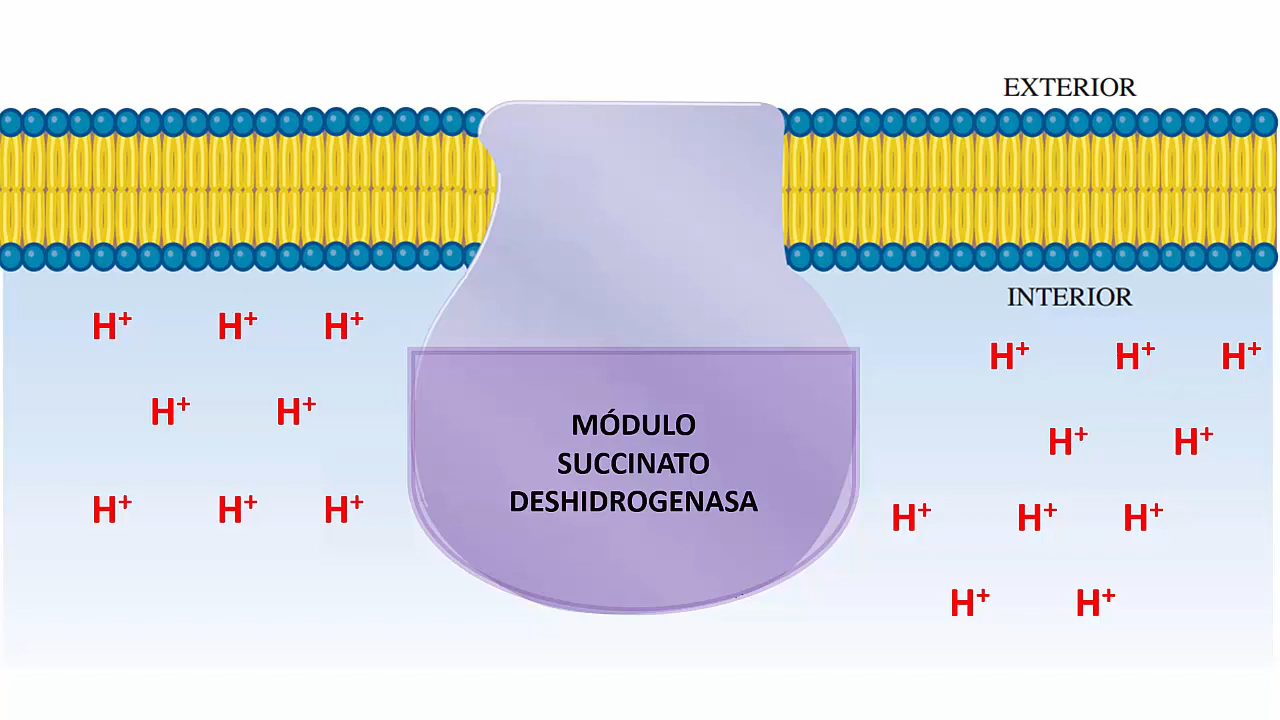 EXTERIOR
INTERIOR
H⁺ H⁺ H⁺
H⁺ H⁺ H⁺
H⁺ H⁺
H⁺ H⁺
MÓDULO
SUCCINATO
DESHIDROGENASA
H⁺ H⁺ H⁺
H⁺ H⁺ H⁺
H⁺ H⁺